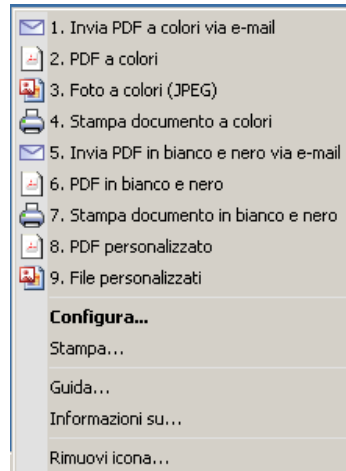 1. Invia PDF a colori via e-mail
2. PDF a colori
3. Foto a colori (JPEG)
4. Stampa documento a colori
5. Invia PDF in bianco e nero via e-mail
6. PDF in bianco e nero
7. Stampa documento in bianco e nero
8. PDF personalizzato
9. File personalizzati
Configura...
Stampa...
Guida...
Informazioni su...
Rimuovi icona...